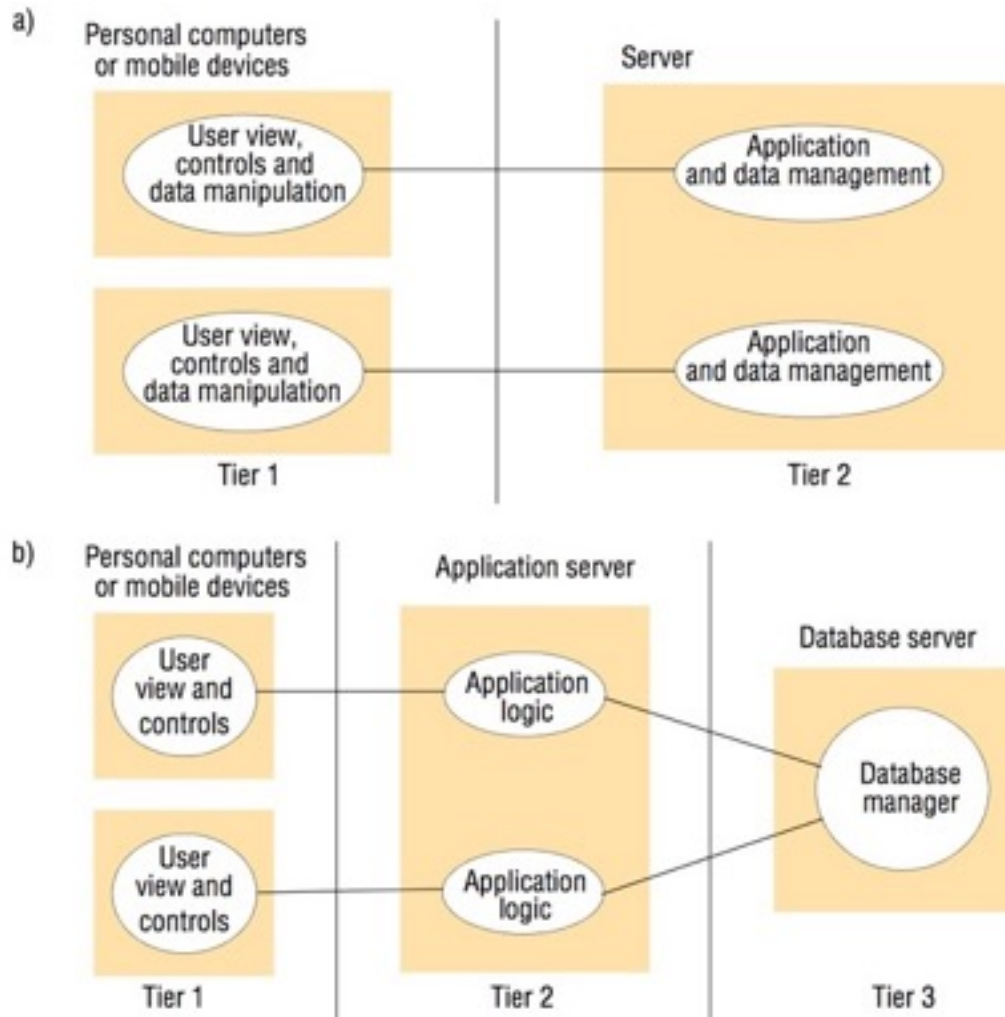 a)
Personal computers
or mobile devices
Server
User view,
controls and
data manipulation
Application
and data management
User view,
controls and
data manipulation
Application
and data management
Tier 1
Tier 2
b)
Personal computers
or mobile devices
Application server
Database server
User
view and
controls
Application
logic
Database
manager
User
view and
controls
Application
logic
Tier 1
Tier 2
Tier 3